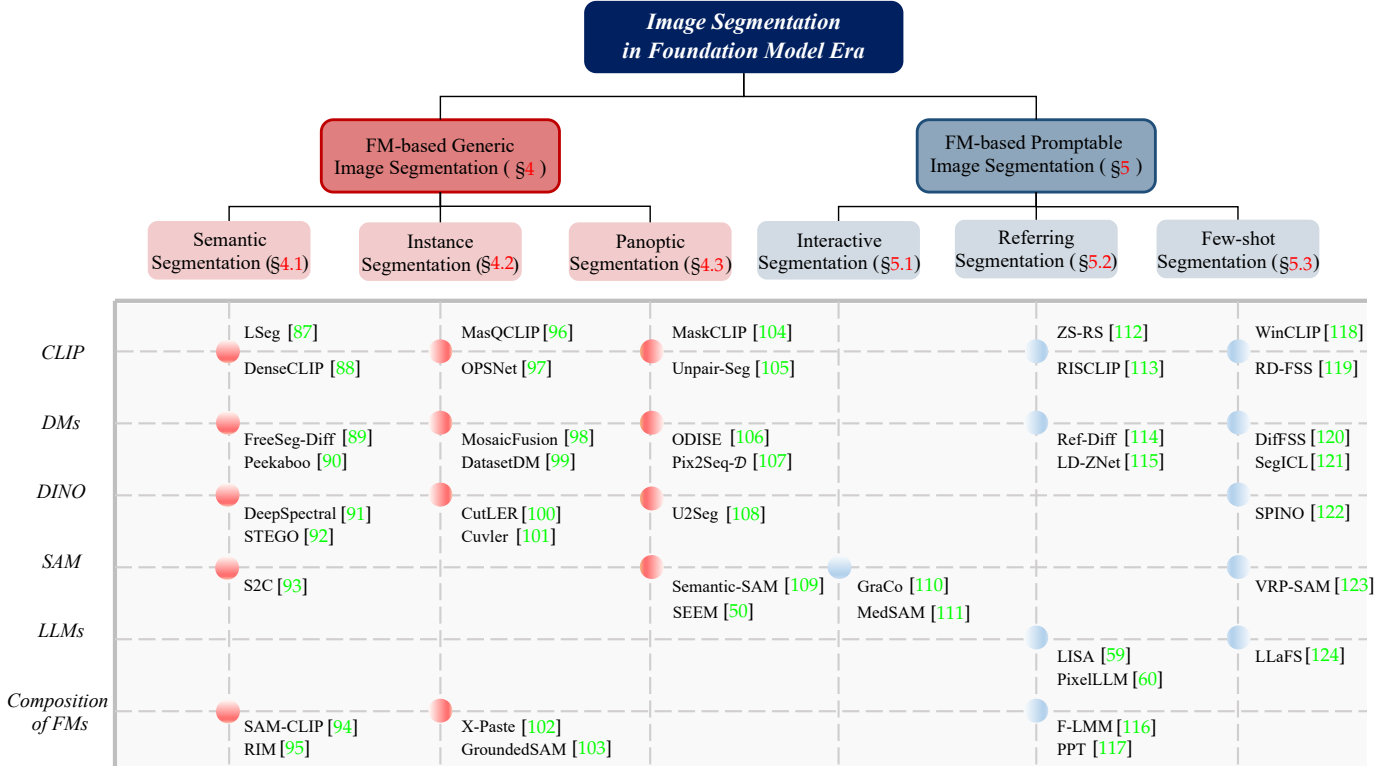 Image Segmentation
in Foundation Model Era
FM-based Generic
Image Segmentation ( §4 )
FM-based Promptable
Image Segmentation ( §5 )
Semantic
Segmentation (§4.1)
Instance
Segmentation (§4.2)
Panoptic
Segmentation (§4.3)
Interactive
Segmentation (§5.1)
Referring
Segmentation (§5.2)
Few-shot
Segmentation (§5.3)
CLIP
LSeg [87]
DenseCLIP [88]
MasQCLIP [96]
OPSNet [97]
MaskCLIP [104]
Unpair-Seg [105]
ZS-RS [112]
RISCLIP [113]
WinCLIP [118]
RD-FSS [119]
DMs
FreeSeg-Diff [89]
Peekaboo [90]
MosaicFusion [98]
DatasetDM [99]
ODISE [106]
Pix2Seq-𝒟 [107]
Ref-Diff [114]
LD-ZNet [115]
DifFSS [120]
SegICL [121]
DINO
DeepSpectral [91]
STEGO [92]
CutLER [100]
Cuvler [101]
U2Seg [108]
SPINO [122]
SAM
S2C [93]
Semantic-SAM [109]
SEEM [50]
GraCo [110]
MedSAM [111]
VRP-SAM [123]
LLMs
LISA [59]
PixelLLM [60]
LLaFS [124]
Composition
of FMs
SAM-CLIP [94]
RIM [95]
X-Paste [102]
GroundedSAM [103]
F-LMM [116]
PPT [117]